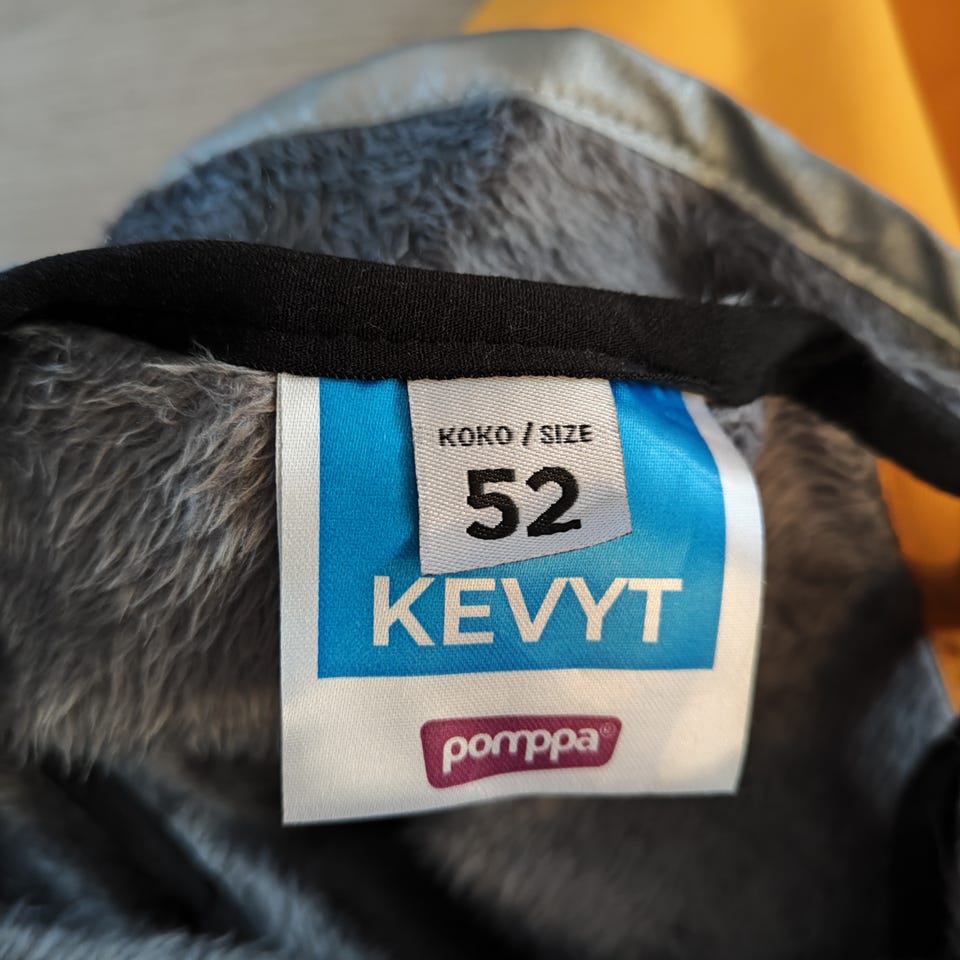 KOKO / SIZE
52
KEVYT
pomppa®